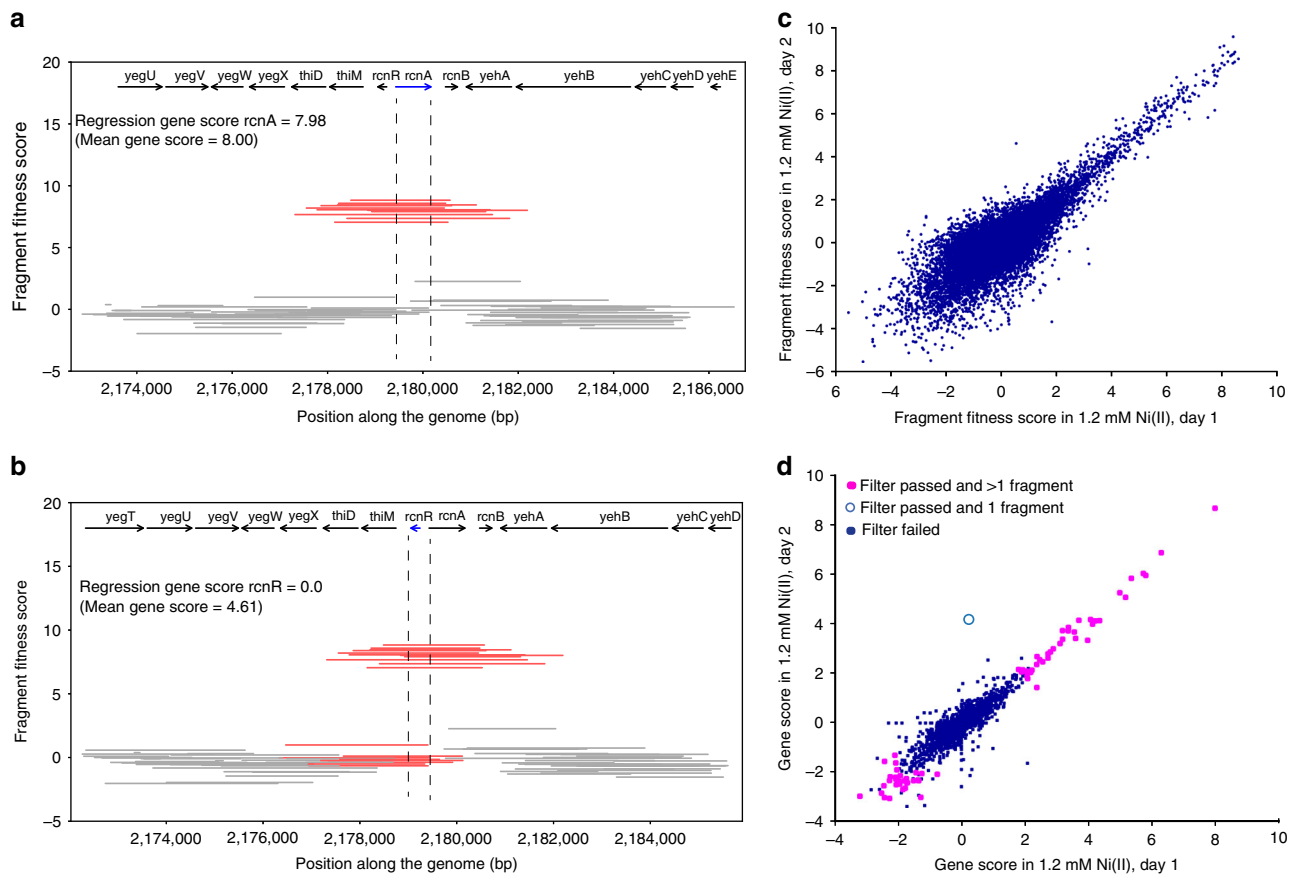 a
20
15
10
5
0
–5
yegU yegV yegW yegX thiD thiM rcnR rcnA rcnB yehA yehB yehC yehD yehE
Regression gene score rcnA = 7.98
(Mean gene score = 8.00)
Fragment fitness score
2,174,000 2,176,000 2,178,000 2,180,000 2,182,000 2,184,000 2,186,000
Position along the genome (bp)
b
20
15
10
5
0
–5
yegT yegU yegV yegW yegX thiD thiM rcnR rcnA rcnB yehA yehB yehC yehD
Regression gene score rcnR = 0.0
(Mean gene score = 4.61)
Fragment fitness score
2,174,000 2,176,000 2,178,000 2,180,000 2,182,000 2,184,000
Position along the genome (bp)
c
10
8
6
4
2
0
–2
–4
–6
Fragment fitness score in 1.2 mM Ni(II), day 2
–6 –4 –2 0 2 4 6 8 10
Fragment fitness score in 1.2 mM Ni(II), day 1
d
10
8
6
4
2
0
–2
–4
Filter passed and >1 fragment
Filter passed and 1 fragment
Filter failed
Gene score in 1.2 mM Ni(II), day 2
–4 –2 0 2 4 6 8 10
Gene score in 1.2 mM Ni(II), day 1